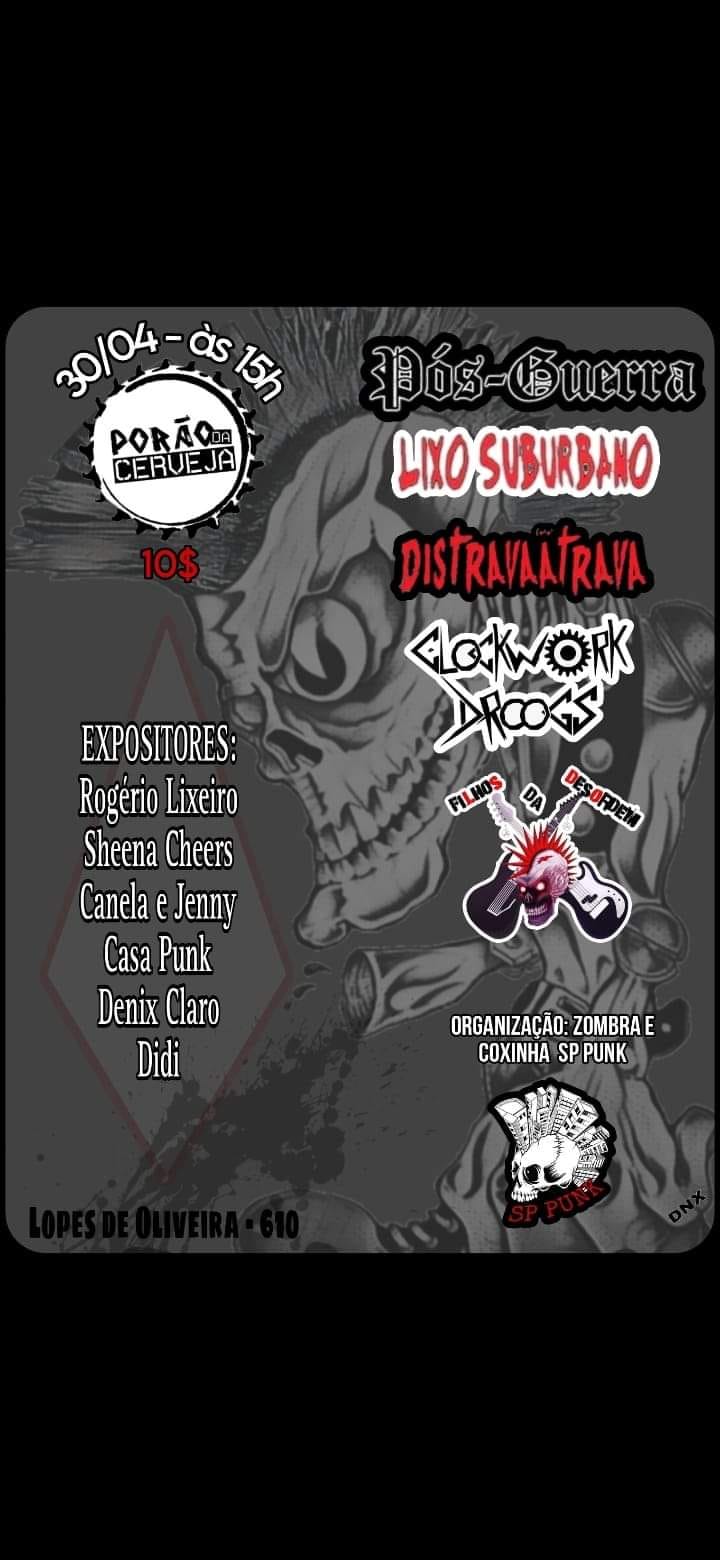 30/04 - às 15h
PORÃO DA
CERVEJA
10$
Pós-Guerra
LIXO SUBURBANO
DISTRAVAÄTRAVA
CLOCKWORK
DROOGS
FILHOS DA DESORDEM
EXPOSITORES:
Rogério Lixeiro
Sheena Cheers
Canela e Jenny
Casa Punk
Denix Claro
Didi
ORGANIZAÇÃO: ZOMBRA E
COXINHA SP PUNK
SP PUNK
DNX
LOPES DE OLIVEIRA - 610